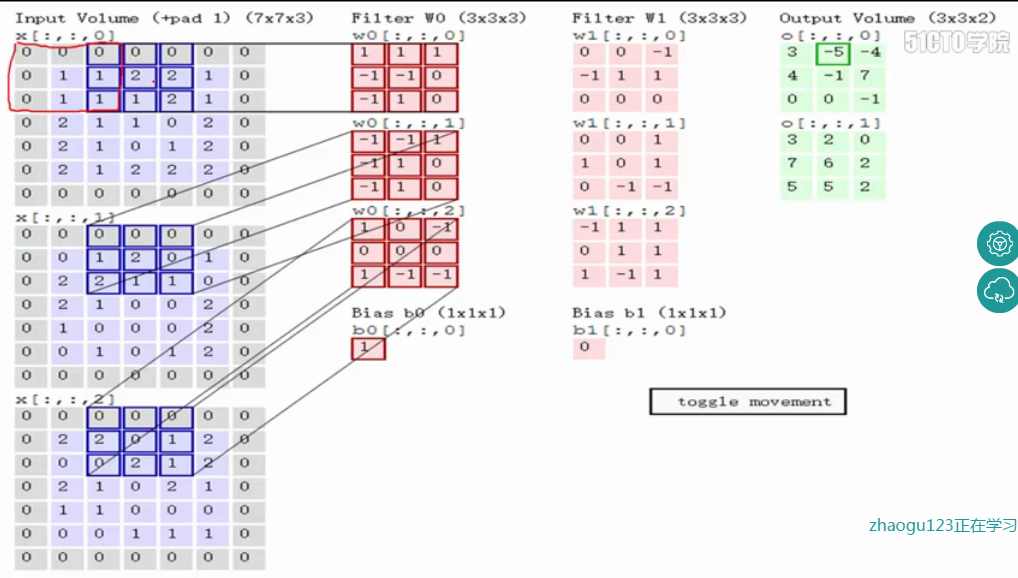 Input Volume (+pad 1) (7x7x3)
x[:,:,0]
0 0 0 0 0 0 0
0 1 1 2 2 1 0
0 1 1 1 2 1 0
0 2 1 1 0 2 0
0 2 1 0 1 2 0
0 2 1 2 2 2 0
0 0 0 0 0 0 0
x[:,:,1]
0 0 0 0 0 0 0
0 0 1 2 0 1 0
0 2 2 1 1 0 0
0 2 1 0 0 2 0
0 1 0 0 0 2 0
0 0 1 0 1 2 0
0 0 0 0 0 0 0
x[:,:,2]
0 0 0 0 0 0 0
0 2 2 0 1 2 0
0 0 0 2 1 2 0
0 2 1 0 2 1 0
0 1 1 0 0 0 0
0 0 0 1 1 1 0
0 0 0 0 0 0 0
Filter W0 (3x3x3)
w0[:,:,0]
1 1 1
-1 -1 0
-1 1 0
w0[:,:,1]
-1 -1 1
-1 1 0
-1 1 0
w0[:,:,2]
1 0 -1
0 0 0
1 -1 -1
Bias b0 (1x1x1)
b0[:,:,0]
1
Filter W1 (3x3x3)
w1[:,:,0]
0 0 -1
-1 1 1
0 0 0
w1[:,:,1]
0 0 1
1 0 1
0 -1 -1
w1[:,:,2]
-1 1 1
0 1 1
1 -1 1
Bias b1 (1x1x1)
b1[:,:,0]
0
Output Volume (3x3x2)
o[:,:,0]
3 -5 -4
4 -1 7
0 0 -1
o[:,:,1]
3 2 0
7 6 2
5 5 2
51CTO学院
toggle movement
zhaogu123正在学习